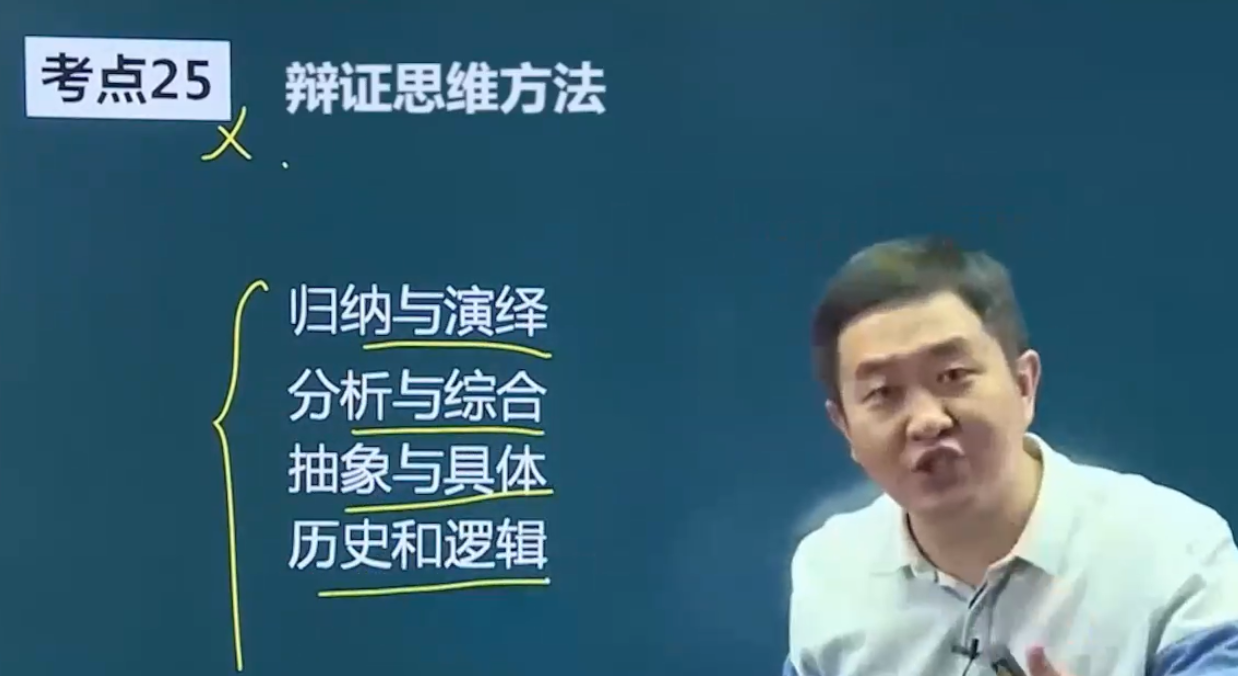 考点25
辩证思维方法
归纳与演绎
分析与综合
抽象与具体
历史和逻辑